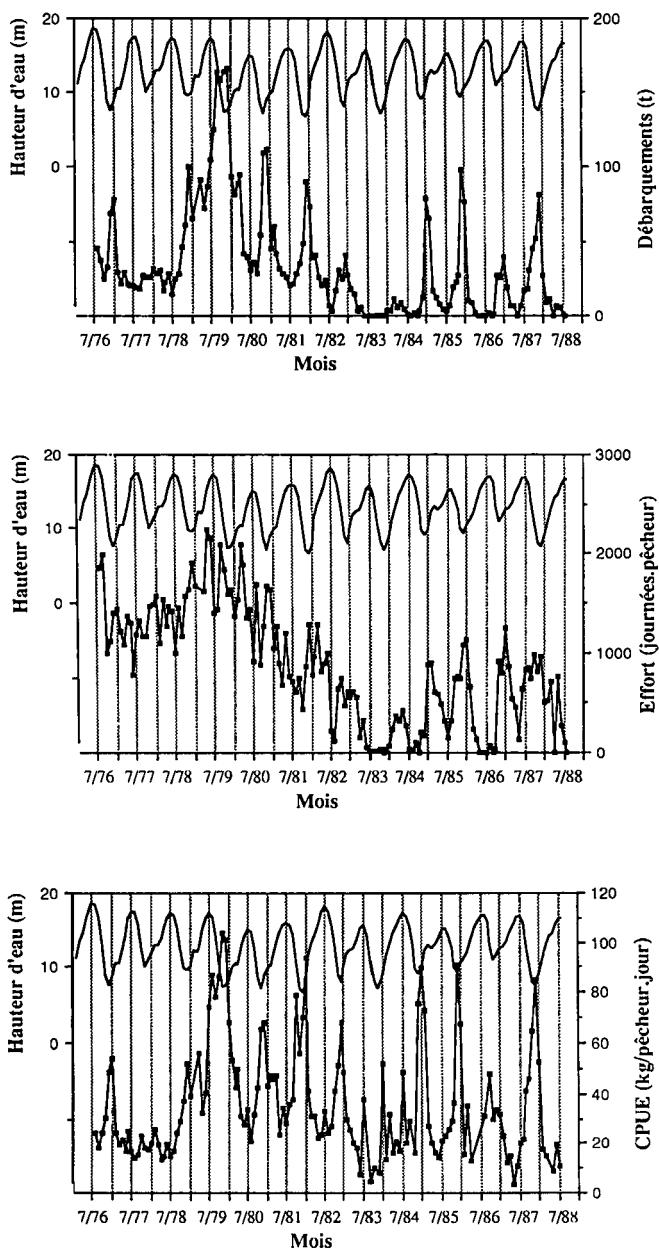 20
10
0
Hauteur d'eau (m)
200
100
0
Débarquements (t)
7/76 7/77 7/78 7/79 7/80 7/81 7/82 7/83 7/84 7/85 7/86 7/87 7/88
Mois
20
10
0
Hauteur d'eau (m)
3000
2000
1000
0
Effort (journées.pêcheur)
7/76 7/77 7/78 7/79 7/80 7/81 7/82 7/83 7/84 7/85 7/86 7/87 7/88
Mois
20
10
0
Hauteur d'eau (m)
120
100
80
60
40
20
0
CPUE (kg/pêcheur.jour)
7/76 7/77 7/78 7/79 7/80 7/81 7/82 7/83 7/84 7/85 7/86 7/87 7/88
Mois